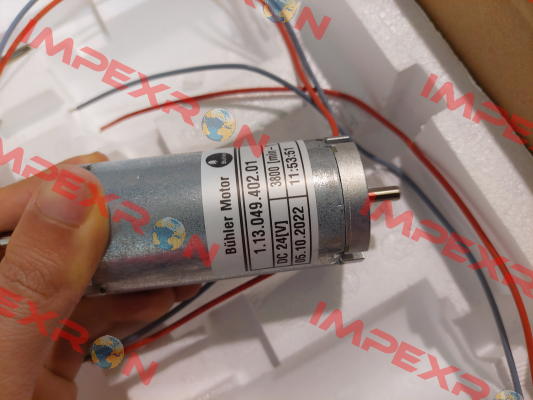 Bühler Motor
1.13.049.402.01
DC 24[V] 3800 [min-
05.10.2022 11:53:51
IMPEXRON
IMPEXRON
IMPEXRON
IMPEXRON